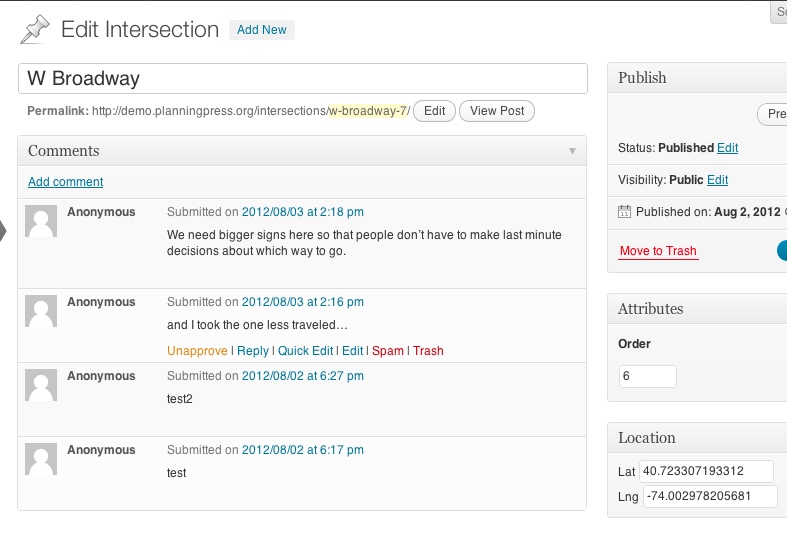 Edit Intersection Add New
W Broadway
Permalink: http://demo.planningpress.org/intersections/w-broadway-7/ Edit View Post
Comments
Add comment
Anonymous Submitted on 2012/08/03 at 2:18 pm
We need bigger signs here so that people don't have to make last minute
decisions about which way to go.
Anonymous Submitted on 2012/08/03 at 2:16 pm
and I took the one less traveled…
Unapprove | Reply | Quick Edit | Edit | Spam | Trash
Anonymous Submitted on 2012/08/02 at 6:27 pm
test2
Anonymous Submitted on 2012/08/02 at 6:17 pm
test
Publish
Pre
Status: Published Edit
Visibility: Public Edit
Published on: Aug 2, 2012
Move to Trash
Attributes
Order
6
Location
Lat 40.723307193312
Lng -74.002978205681